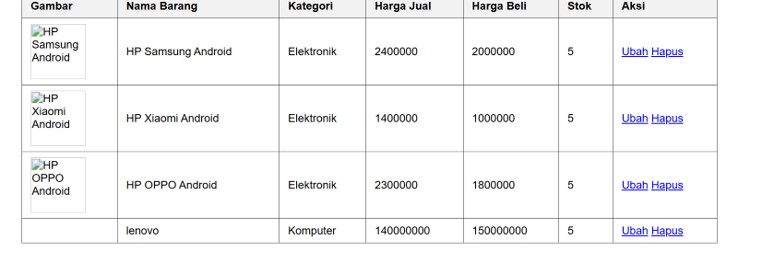 Gambar Nama Barang Kategori Harga Jual Harga Beli Stok Aksi
HP
Samsung
Android
HP Samsung Android Elektronik 2400000 2000000 5 Ubah Hapus
HP
Xiaomi
Android
HP Xiaomi Android Elektronik 1400000 1000000 5 Ubah Hapus
HP
OPPO
Android
HP OPPO Android Elektronik 2300000 1800000 5 Ubah Hapus
lenovo Komputer 140000000 150000000 5 Ubah Hapus